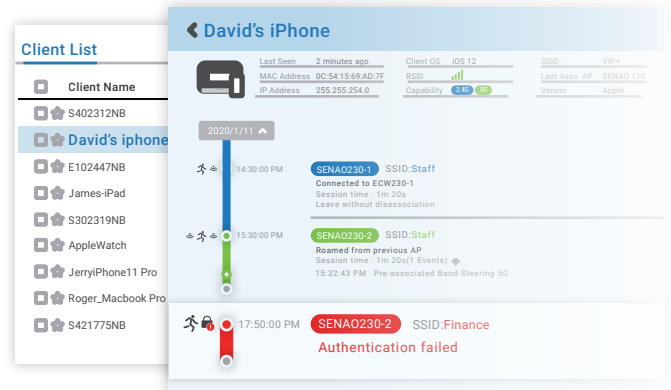 Client List
Client Name
S402312NB
David's iphone
E102447NB
James-iPad
S302319NB
AppleWatch
JerryiPhone11 Pro
Roger_Macbook Pro
S421775NB
David's iPhone
Last Seen 2 minutes ago
MAC Address 0C:54:15:69:AD:7F
IP Address 255.255.254.0
Client OS iOS 12
RSSI
Capability 2.4G 5G
SSID VIP+
Last Asso. AP SENAO 120
Vendor Apple
2020/1/11
14:30:00 PM SENAO230-1 SSID:Staff
Connected to ECW230-1
Session time : 1m 20s
Leave without disassociation
15:30:00 PM SENAO230-2 SSID:Staff
Roamed from previous AP
Session time : 1m 20s(1 Events)
15:32:43 PM Pre-associated Band-Steering 5G
17:50:00 PM SENAO230-2 SSID:Finance
Authentication failed